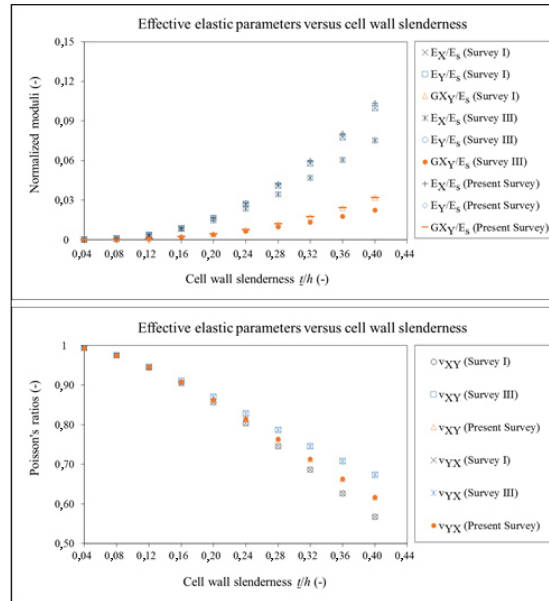 Effective elastic parameters versus cell wall slenderness
Normalized moduli (-)
0,15
0,12
0,09
0,06
0,03
0
0,04 0,08 0,12 0,16 0,20 0,24 0,28 0,32 0,36 0,40 0,44
Cell wall slenderness t/h (-)
EX/Es (Survey I)
EY/Es (Survey I)
GXY/Es (Survey I)
EX/Es (Survey III)
EY/Es (Survey III)
GXY/Es (Survey III)
EX/Es (Present Survey)
EY/Es (Present Survey)
GXY/Es (Present Survey)
Effective elastic parameters versus cell wall slenderness
Poisson's ratios (-)
1
0,90
0,80
0,70
0,60
0,50
0,04 0,08 0,12 0,16 0,20 0,24 0,28 0,32 0,36 0,40 0,44
Cell wall slenderness t/h (-)
vXY (Survey I)
vXY (Survey III)
vXY (Present Survey)
vYX (Survey I)
vYX (Survey III)
vYX (Present Survey)